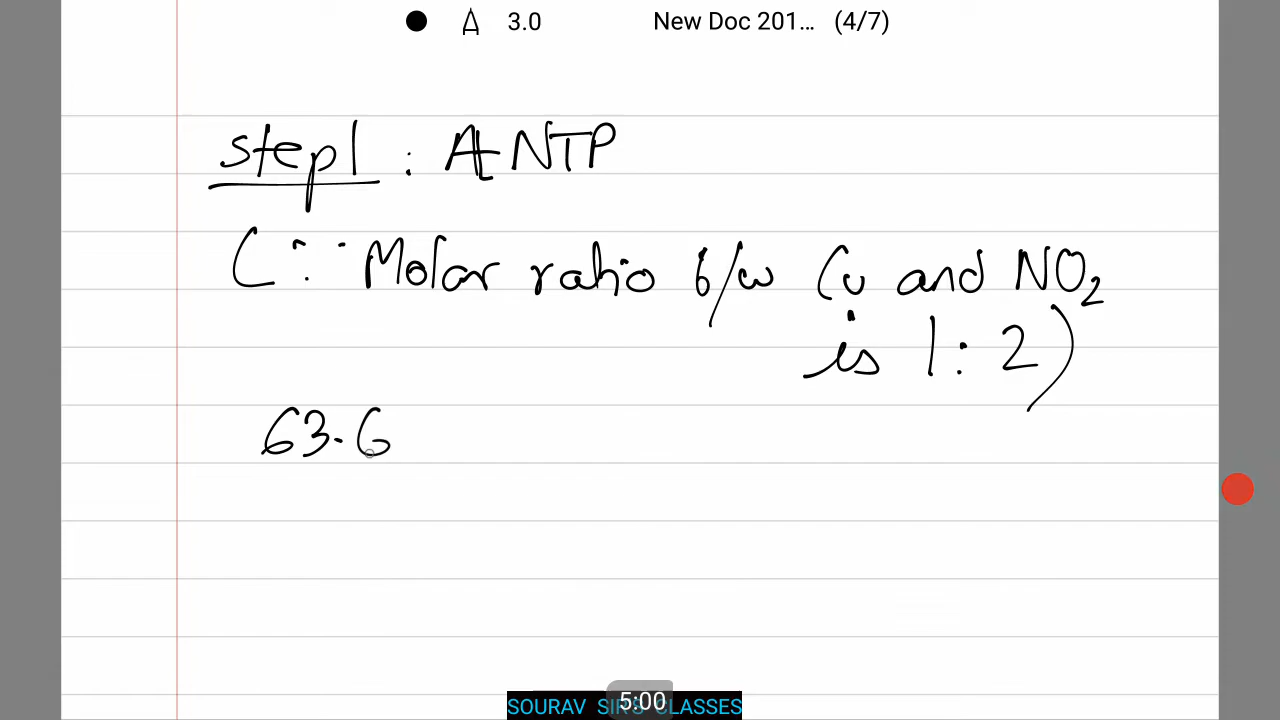 A 3.0 New Doc 201... (4/7)
step1 : At NTP
(∵ Molar ratio b/w Cu and NO2
is 1 : 2)
63.6
5:00
SOURAV SIR'S CLASSES